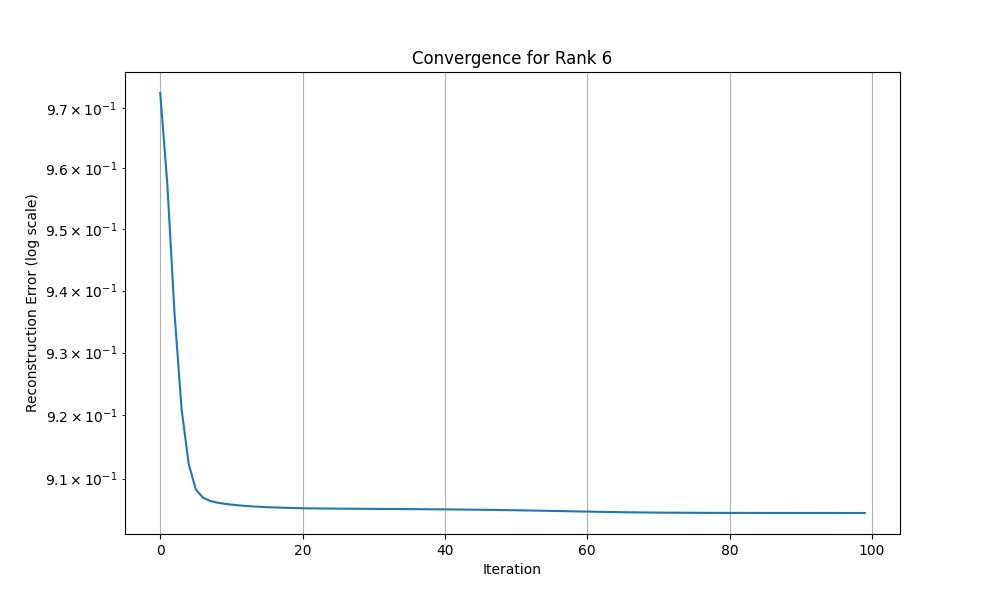 Convergence for Rank 6
Reconstruction Error (log scale)
9.7 × 10⁻¹
9.6 × 10⁻¹
9.5 × 10⁻¹
9.4 × 10⁻¹
9.3 × 10⁻¹
9.2 × 10⁻¹
9.1 × 10⁻¹
0 20 40 60 80 100
Iteration